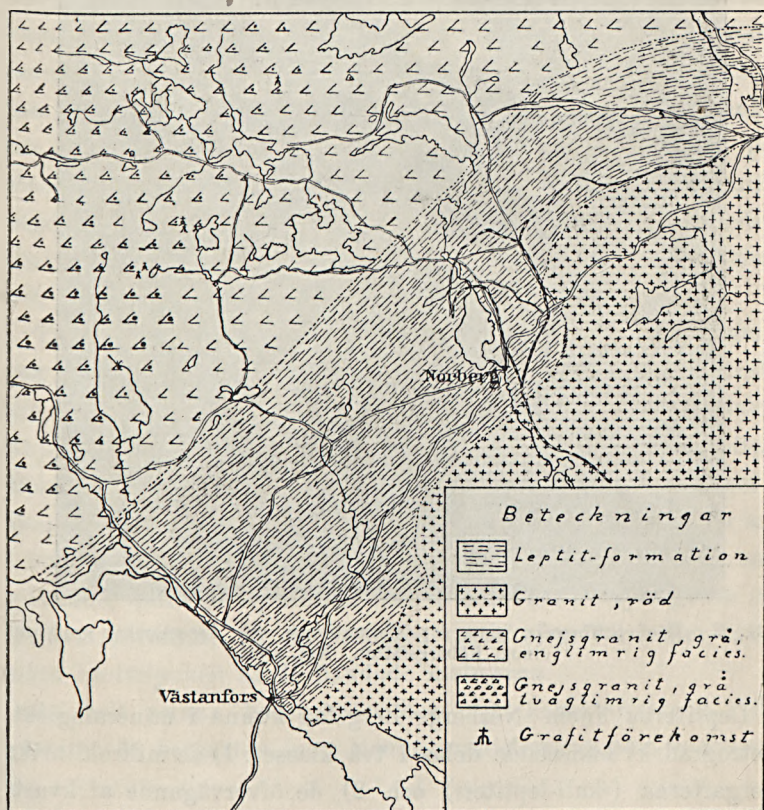 Norberg
Västanfors
Beteckningar
Leptit-formation
Granit, röd
Gnejsgranit, grå
englimrig facies.
Gnejsgranit, grå
tvåglimrig facies.
Grafitförekomst